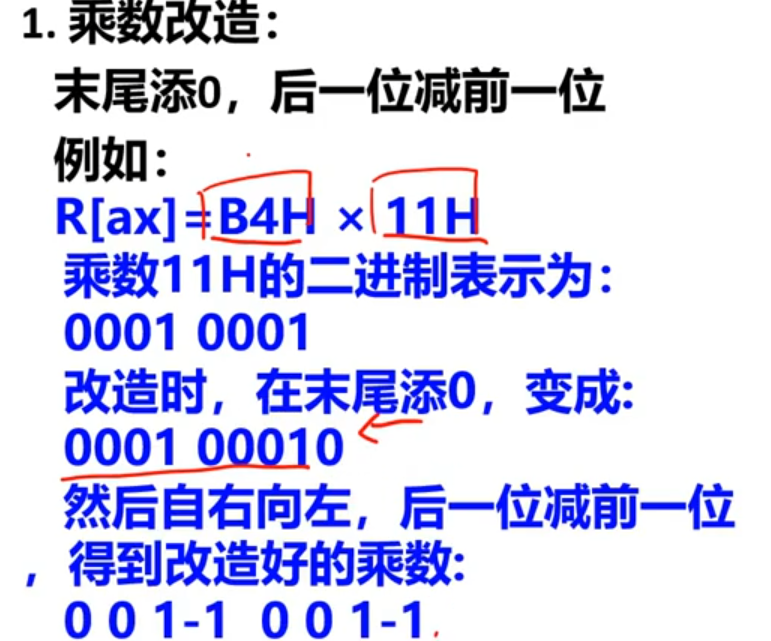 1. 乘数改造：
末尾添0，后一位减前一位
例如：
R[ax]=B4H × 11H
乘数11H的二进制表示为：
0001 0001
改造时，在末尾添0，变成:
0001 00010
然后自右向左，后一位减前一位
，得到改造好的乘数:
0 0 1-1 0 0 1-1